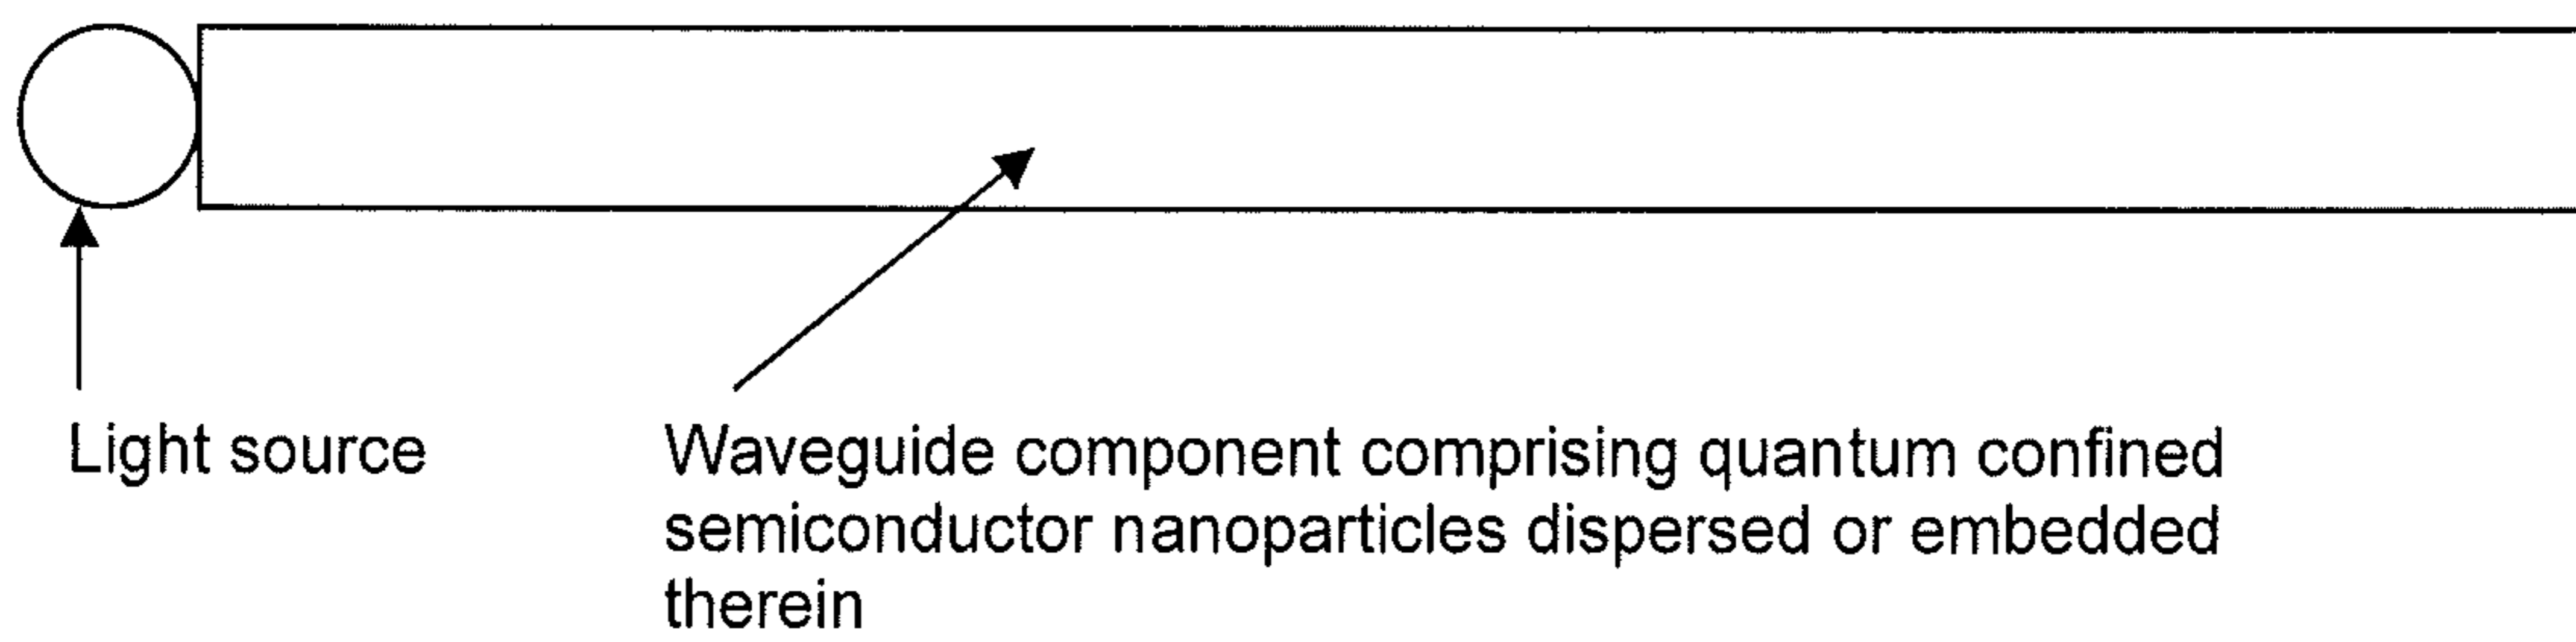 Light source
Waveguide component comprising quantum confined
semiconductor nanoparticles dispersed or embedded
therein